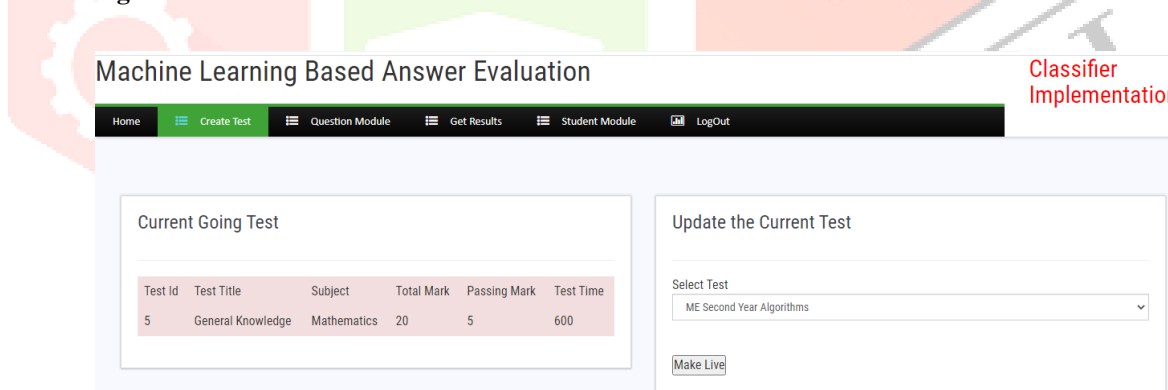 Machine Learning Based Answer Evaluation
Classifier
Implementation
Home Create Test Question Module Get Results Student Module LogOut
Current Going Test
Test Id Test Title Subject Total Mark Passing Mark Test Time
5 General Knowledge Mathematics 20 5 600
Update the Current Test
Select Test
ME Second Year Algorithms
Make Live